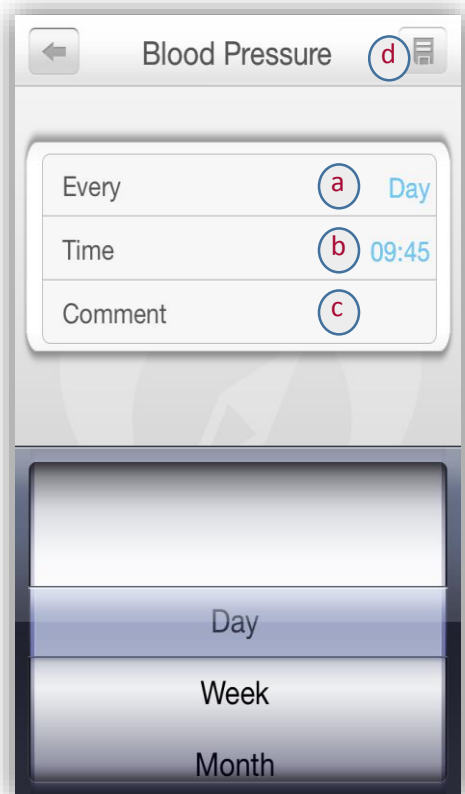 Blood Pressure d
Every a Day
Time b 09:45
Comment c
Day
Week
Month